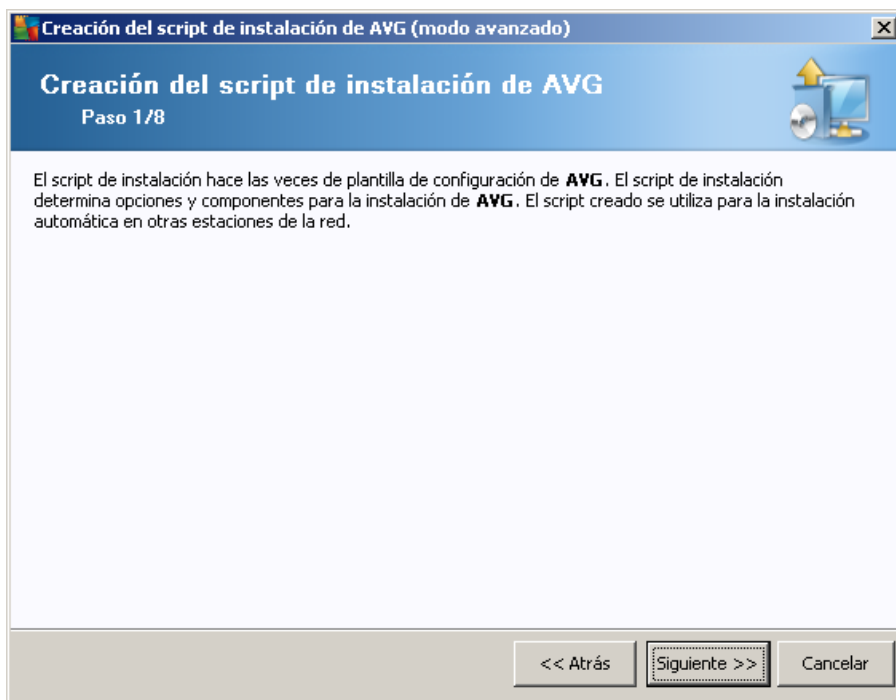 Creación del script de instalación de AVG (modo avanzado)
Creación del script de instalación de AVG
Paso 1/8
El script de instalación hace las veces de plantilla de configuración de AVG. El script de instalación
determina opciones y componentes para la instalación de AVG. El script creado se utiliza para la instalación
automática en otras estaciones de la red.
<< Atrás
Siguiente >>
Cancelar